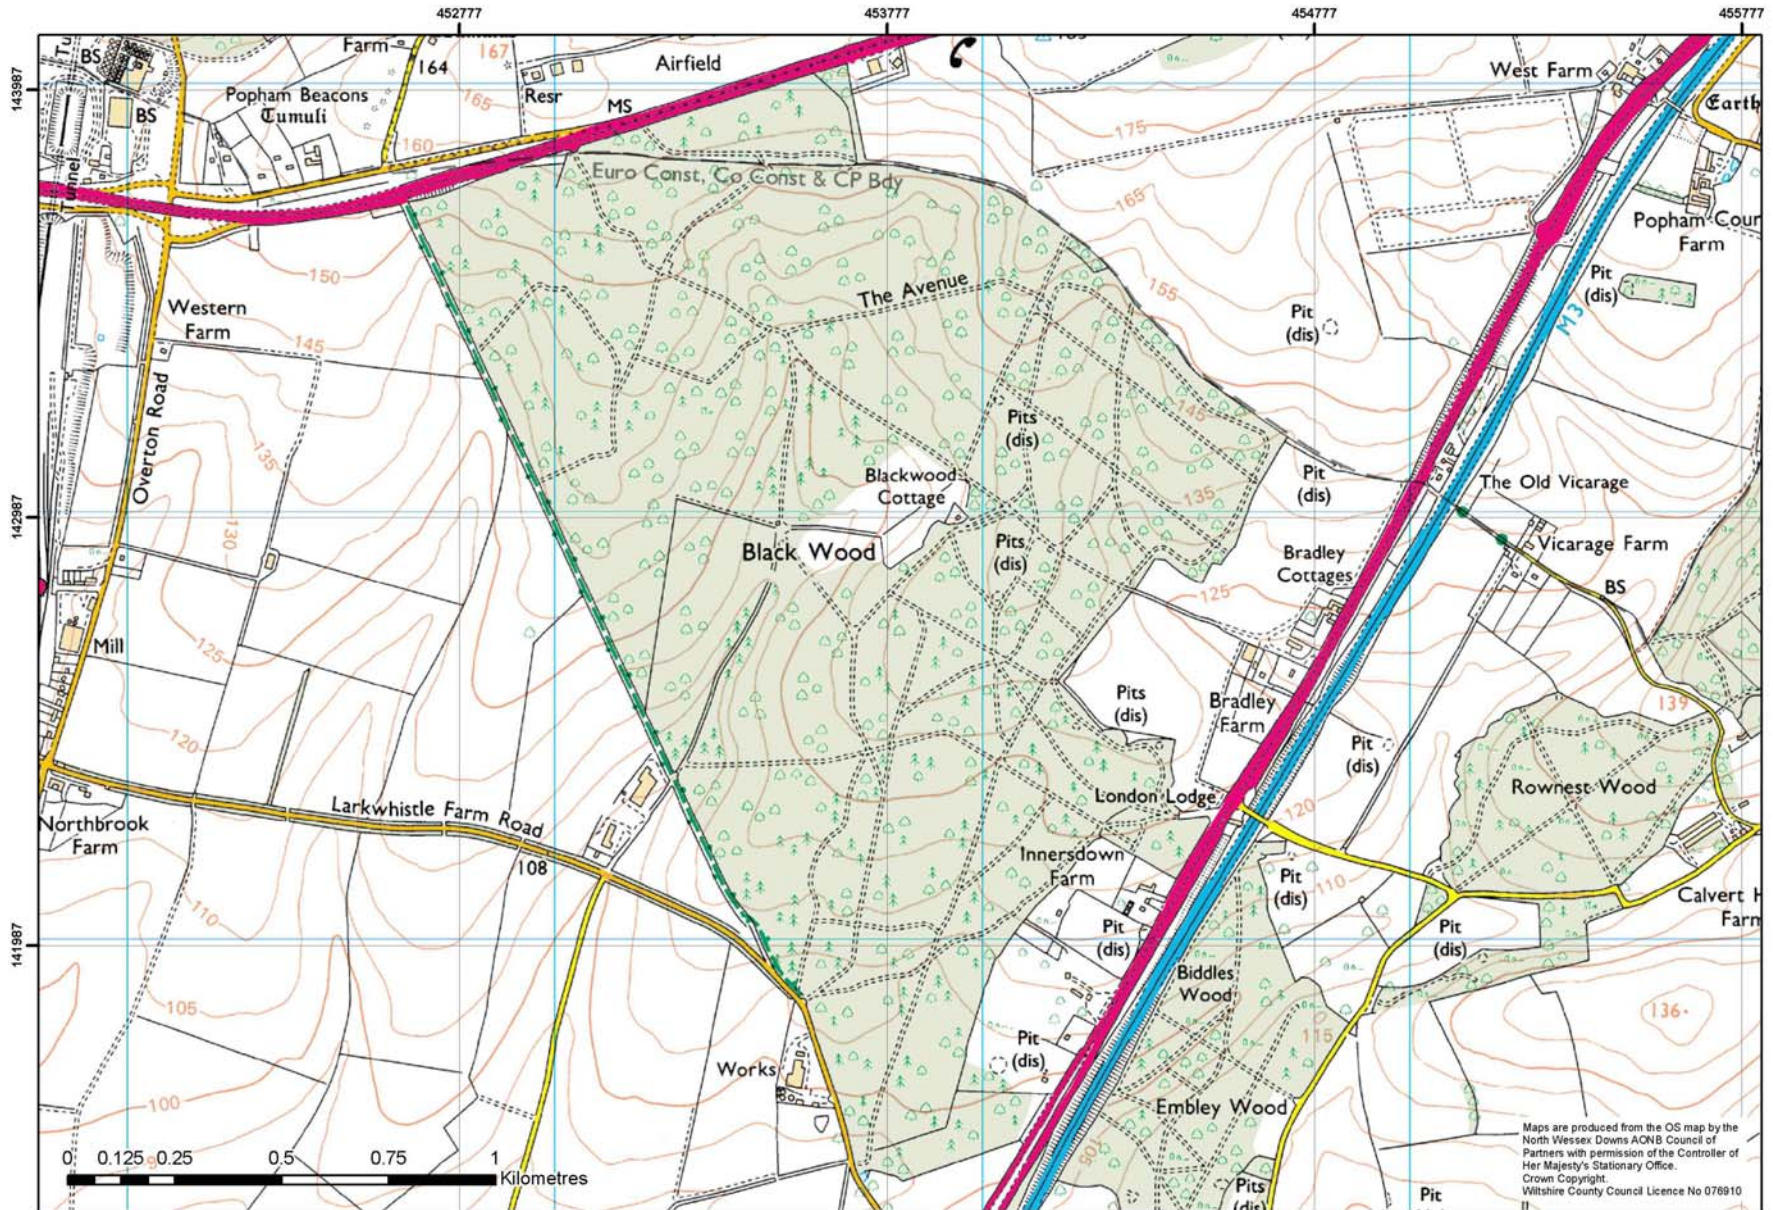 452777
453777
454777
455777
143987
142987
141987
BS
BS
Farm
167
164
165
Popham Beacons
Tumuli
Resr
MS
Airfield
160
175
West Farm
Tunnel
Euro Const, Co Const & CP Bdy
165
Popham Cour
Farm
150
The Avenue
155
Pit
(dis)
Pit
(dis)
M3
Western
Farm
145
Overton Road
135
130
Pits
(dis)
145
Blackwood
Cottage
135
Pit
(dis)
The Old Vicarage
Black Wood
Pits
(dis)
Bradley
Cottages
Vicarage Farm
125
BS
Mill
125
Pits
(dis)
Bradley
Farm
139
Pit
(dis)
120
Rownest Wood
London Lodge
120
Larkwhistle Farm Road
Northbrook
Farm
108
Innersdown
Farm
Pit
(dis)
110
110
Calvert H
Farm
Pit
(dis)
Pit
(dis)
Biddles
Wood
105
136
115
Pit
(dis)
Works
100
Embley Wood
105
Pits
(dis)
Pit
0 0.125 0.25 0.5 0.75 1
Kilometres
Maps are produced from the OS map by the
North Wessex Downs AONB Council of
Partners with permission of the Controller of
Her Majesty's Stationary Office.
Crown Copyright.
Wiltshire County Council Licence No 076910